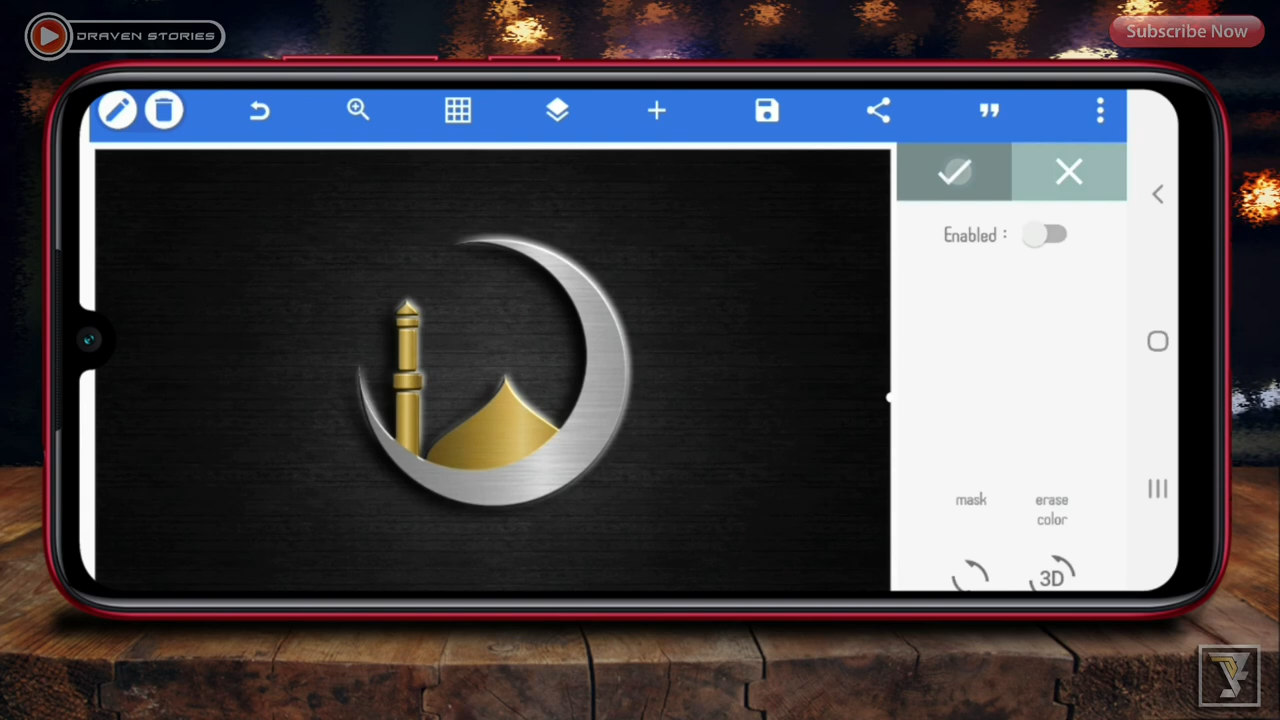 DRAVEN STORIES
Subscribe Now
Enabled :
mask
erase
color
3D